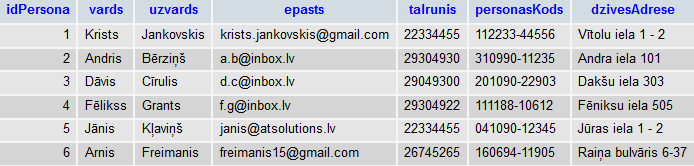 idPersona vards uzvards epasts talrunis personasKods dzivesAdrese
1 Krists Jankovskis krists.jankovskis@gmail.com 22334455 112233-44556 Vītolu iela 1 - 2
2 Andris Bērziņš a.b@inbox.lv 29304930 310990-11235 Andra iela 101
3 Dāvis Cīrulis d.c@inbox.lv 29049300 201090-22903 Dakšu iela 303
4 Fēlikss Grants f.g@inbox.lv 29304922 111188-10612 Fēniksu iela 505
5 Jānis Kļaviņš janis@atsolutions.lv 22334455 041090-12345 Jūras iela 1 - 2
6 Arnis Freimanis freimanis15@gmail.com 26745265 160694-11905 Raiņa bulvāris 6-37